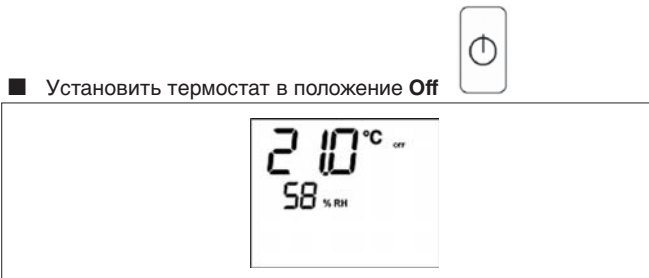 ■ Установить термостат в положение Off
21.0 °C OFF
58 % RH